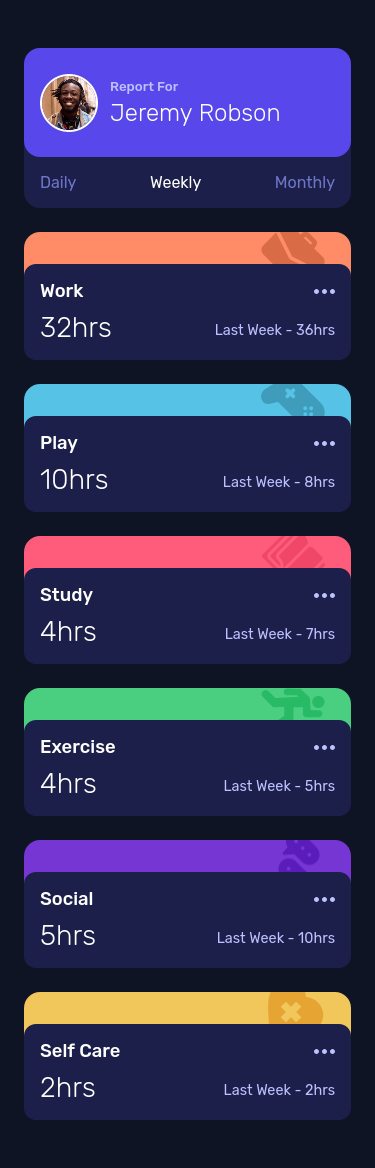 Report For
Jeremy Robson
Daily Weekly Monthly
Work
32hrs Last Week - 36hrs
Play
10hrs Last Week - 8hrs
Study
4hrs Last Week - 7hrs
Exercise
4hrs Last Week - 5hrs
Social
5hrs Last Week - 10hrs
Self Care
2hrs Last Week - 2hrs